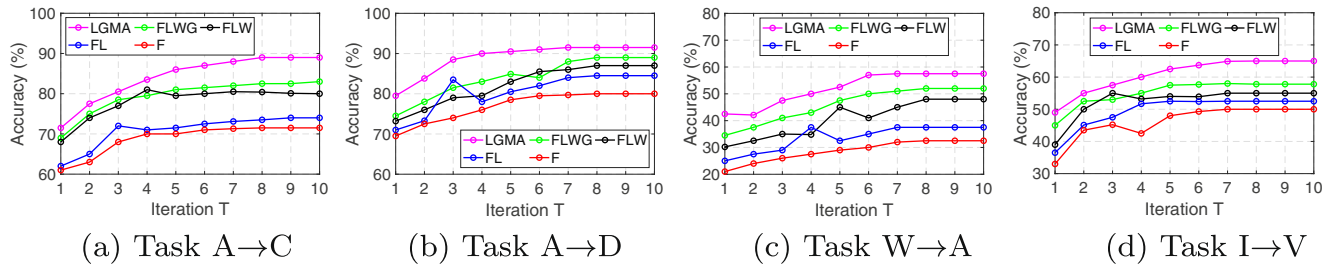 100
90
80
70
60
Accuracy (%)
LGMA FLWG FLW
FL F
1 2 3 4 5 6 7 8 9 10
Iteration T
(a) Task A→C
100
90
80
70
60
Accuracy (%)
LGMA FLWG FLW
FL F
1 2 3 4 5 6 7 8 9 10
Iteration T
(b) Task A→D
80
70
60
50
40
30
20
Accuracy (%)
LGMA FLWG FLW
FL F
1 2 3 4 5 6 7 8 9 10
Iteration T
(c) Task W→A
80
70
60
50
40
30
Accuracy (%)
LGMA FLWG FLW
FL F
1 2 3 4 5 6 7 8 9 10
Iteration T
(d) Task I→V